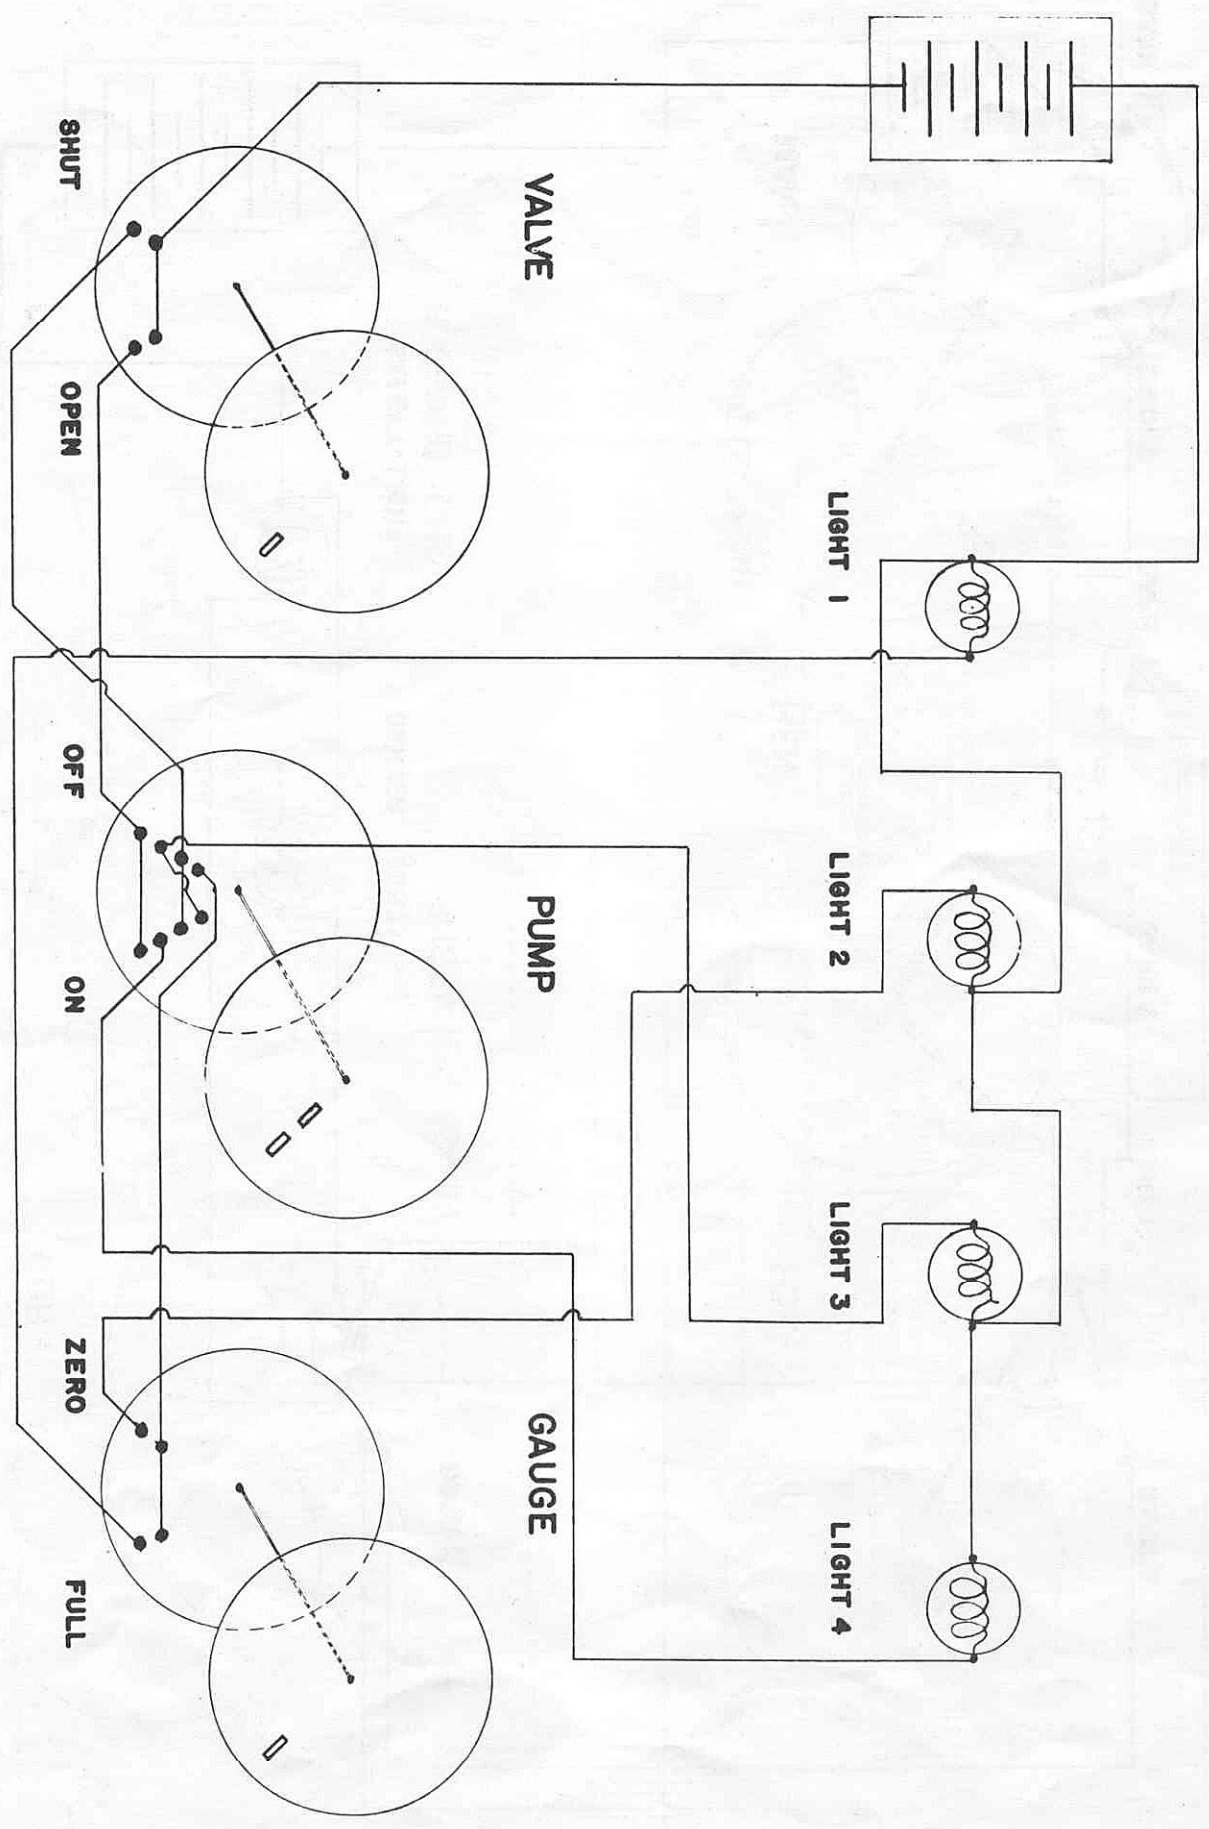 LIGHT 1
LIGHT 2
LIGHT 3
LIGHT 4
VALVE
PUMP
GAUGE
SHUT
OPEN
OFF
ON
ZERO
FULL